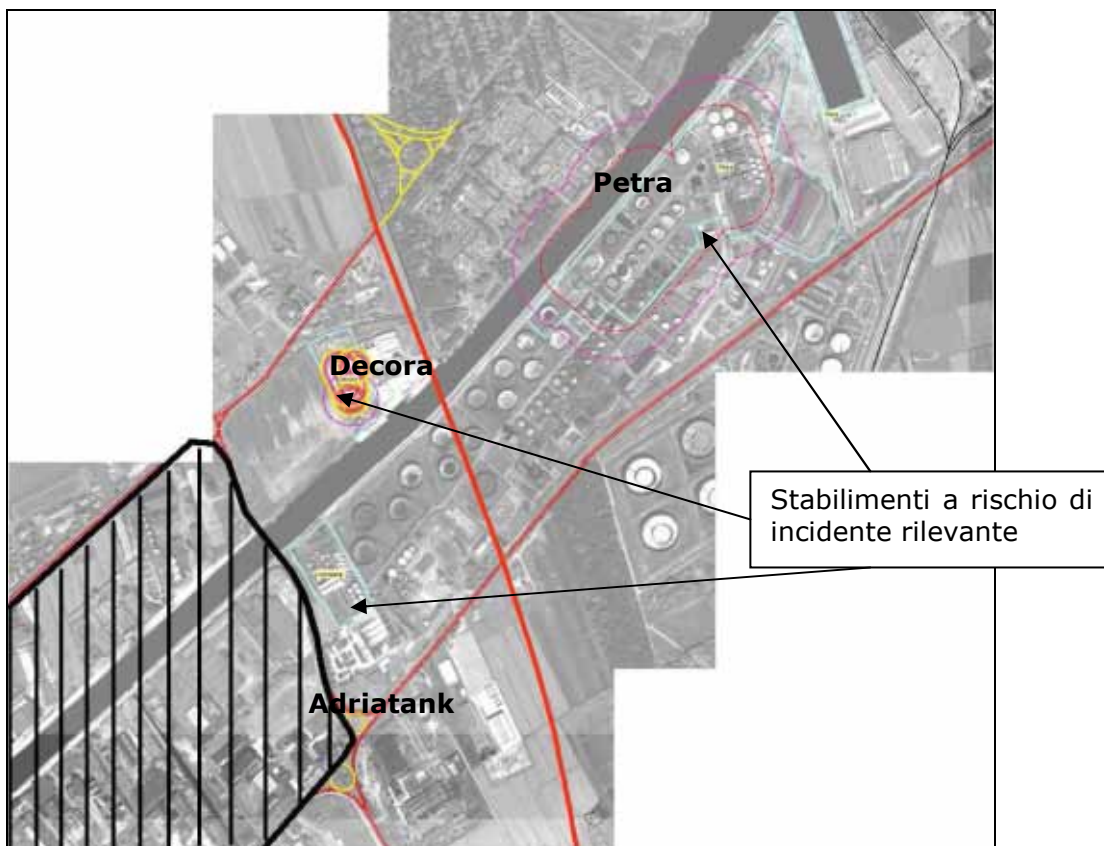 Petra
Decora
Stabilimenti a rischio di
incidente rilevante
Adriatank